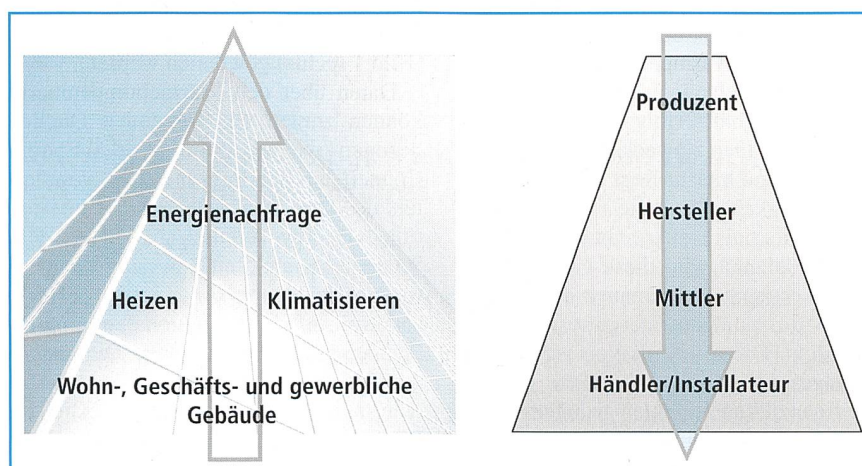 Energienachfrage
Heizen
Klimatisieren
Wohn-, Geschäfts- und gewerbliche
Gebäude
Produzent
Hersteller
Mittler
Händler/Installateur